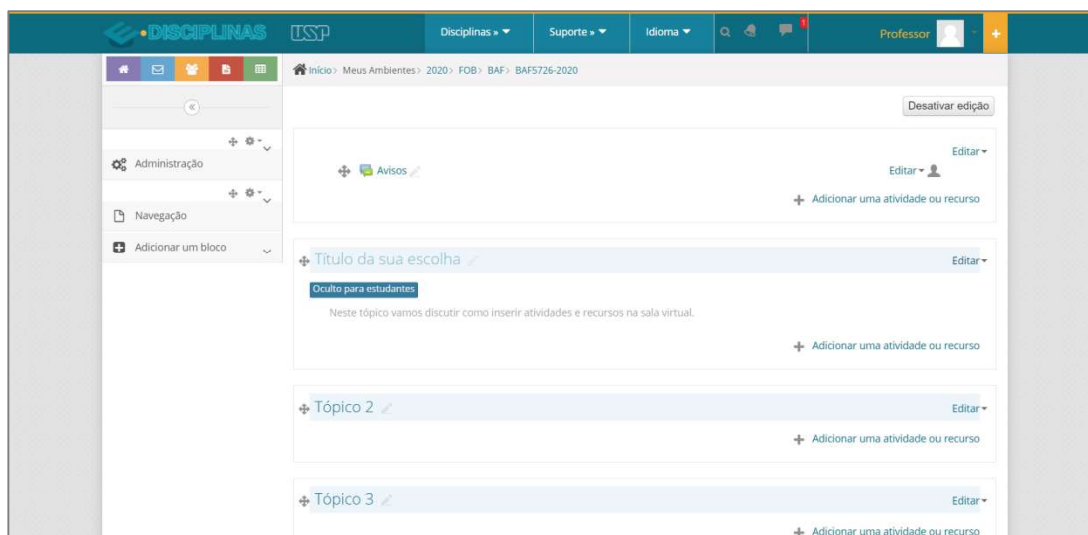 e•DISCIPLINAS USP Disciplinas » Suporte » Idioma 1 Professor
Início > Meus Ambientes > 2020 > FOB > BAF > BAF5726-2020
Desativar edição
Administração
Navegação
Adicionar um bloco
Editar
Avisos Editar
Adicionar uma atividade ou recurso
Título da sua escolha Editar
Oculto para estudantes
Neste tópico vamos discutir como inserir atividades e recursos na sala virtual.
Adicionar uma atividade ou recurso
Tópico 2 Editar
Adicionar uma atividade ou recurso
Tópico 3 Editar
Adicionar uma atividade ou recurso